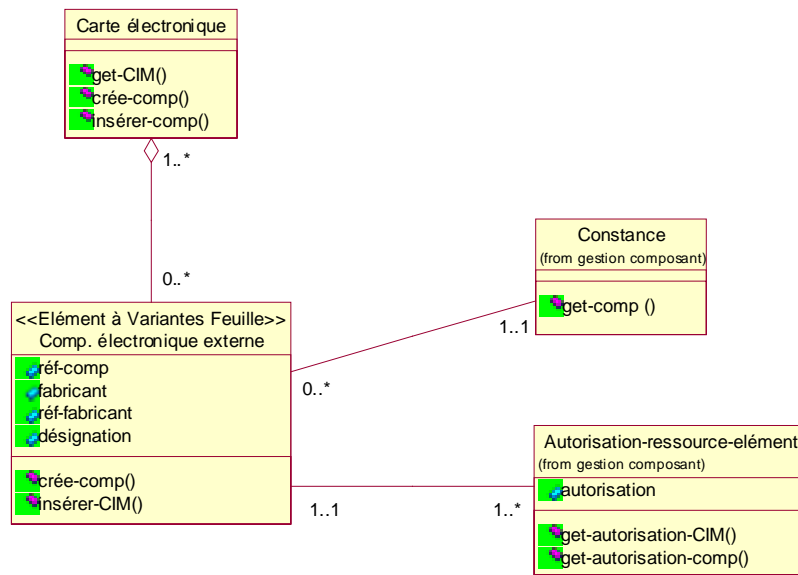 Carte électronique
get-CIM()
crée-comp()
insérer-comp()
1..*
0..*
<<Elément à Variantes Feuille>>
Comp. électronique externe
réf-comp
fabricant
réf-fabricant
désignation
crée-comp()
insérer-CIM()
0..*
1..1
Constance
(from gestion composant)
get-comp ()
1..1
1..*
Autorisation-ressource-elément
(from gestion composant)
autorisation
get-autorisation-CIM()
get-autorisation-comp()